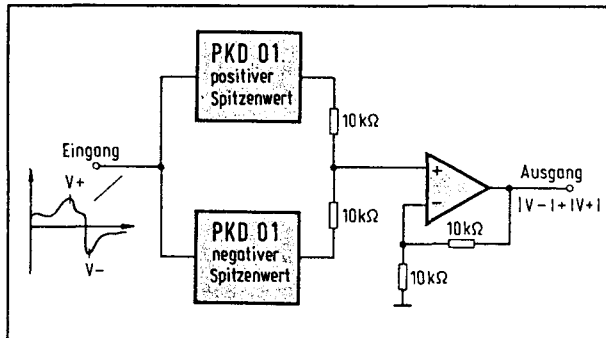 PKD 01.
positiver
Spitzenwert
10kΩ
Eingang
V+
V-
10kΩ
PKD 01
negativer
Spitzenwert
+
-
Ausgang
|V-|+|V+|
10kΩ
10kΩ